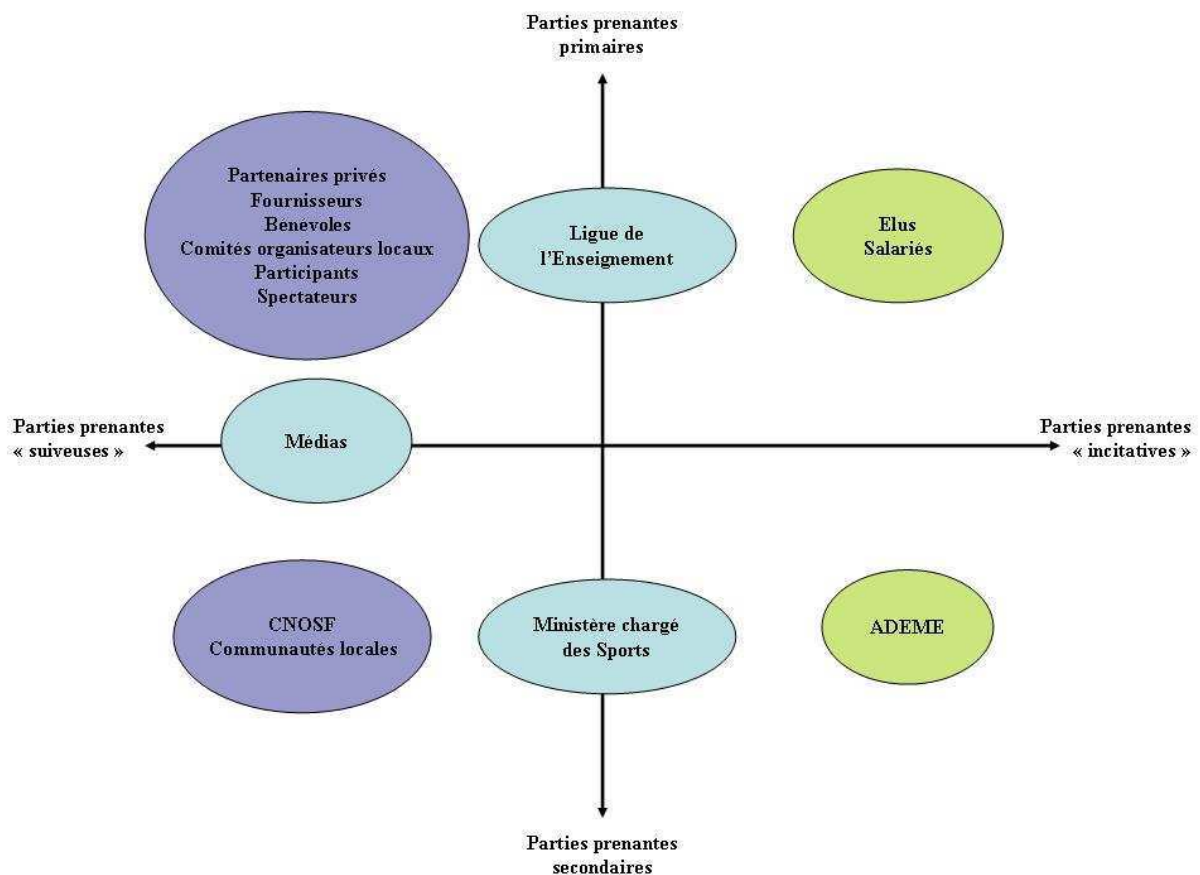 Parties prenantes
primaires
Partenaires privés
Fournisseurs
Bénévoles
Comités organisateurs locaux
Participants
Spectateurs
Ligue de
l'Enseignement
Elus
Salariés
Parties prenantes
« suiveuses »
Médias
Parties prenantes
« incitatives »
CNOSF
Communautés locales
Ministère chargé
des Sports
ADEME
Parties prenantes
secondaires